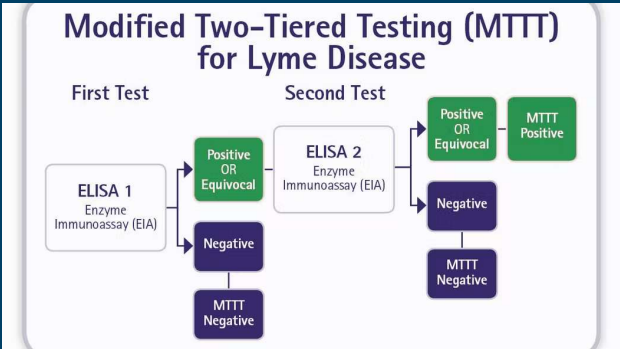 Modified Two-Tiered Testing (MTTT)
for Lyme Disease
First Test
Second Test
ELISA 1
Enzyme
Immunoassay (EIA)
Positive
OR
Equivocal
Negative
MTTT
Negative
ELISA 2
Enzyme
Immunoassay (EIA)
Positive
OR
Equivocal
MTTT
Positive
Negative
MTTT
Negative